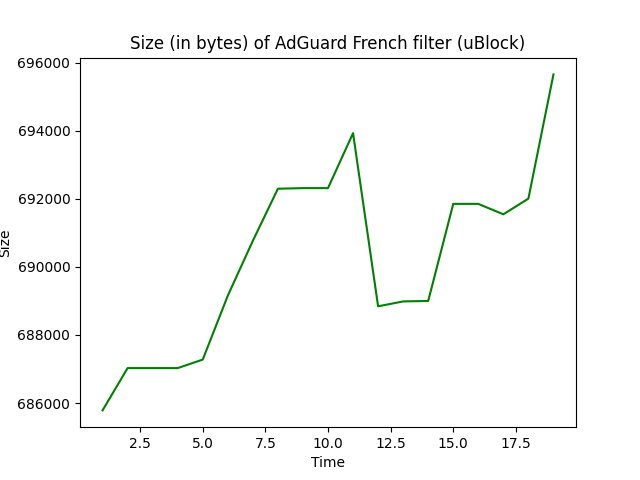 Size (in bytes) of AdGuard French filter (uBlock)
696000
694000
692000
690000
688000
686000
Size
2.5 5.0 7.5 10.0 12.5 15.0 17.5
Time